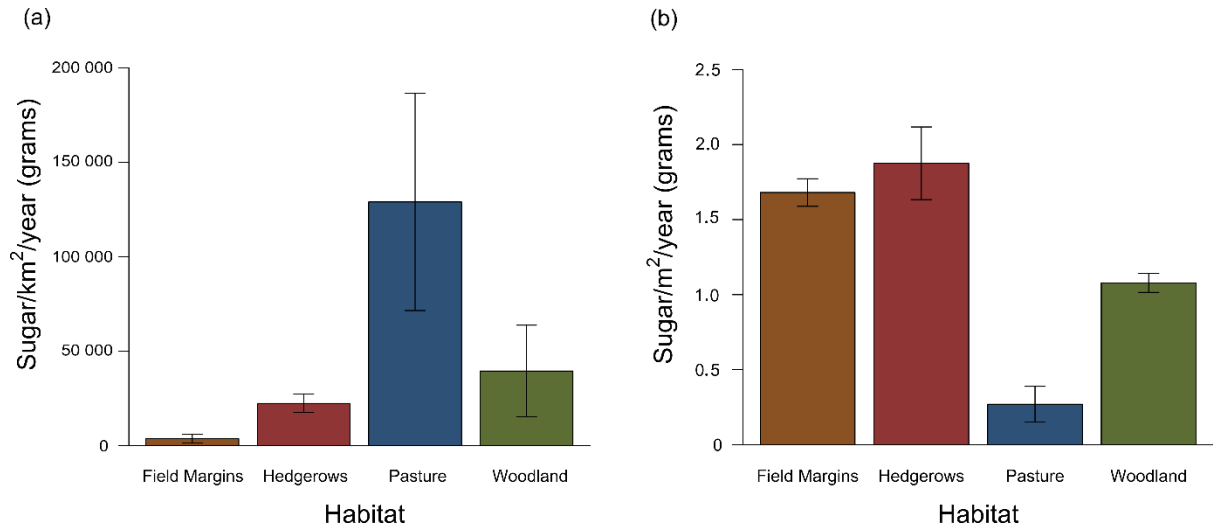 (a)
Sugar/km²/year (grams)
200 000
150 000
100 000
50 000
0
Field Margins Hedgerows Pasture Woodland
Habitat
(b)
Sugar/m²/year (grams)
2.5
2.0
1.5
1.0
0.5
0
Field Margins Hedgerows Pasture Woodland
Habitat